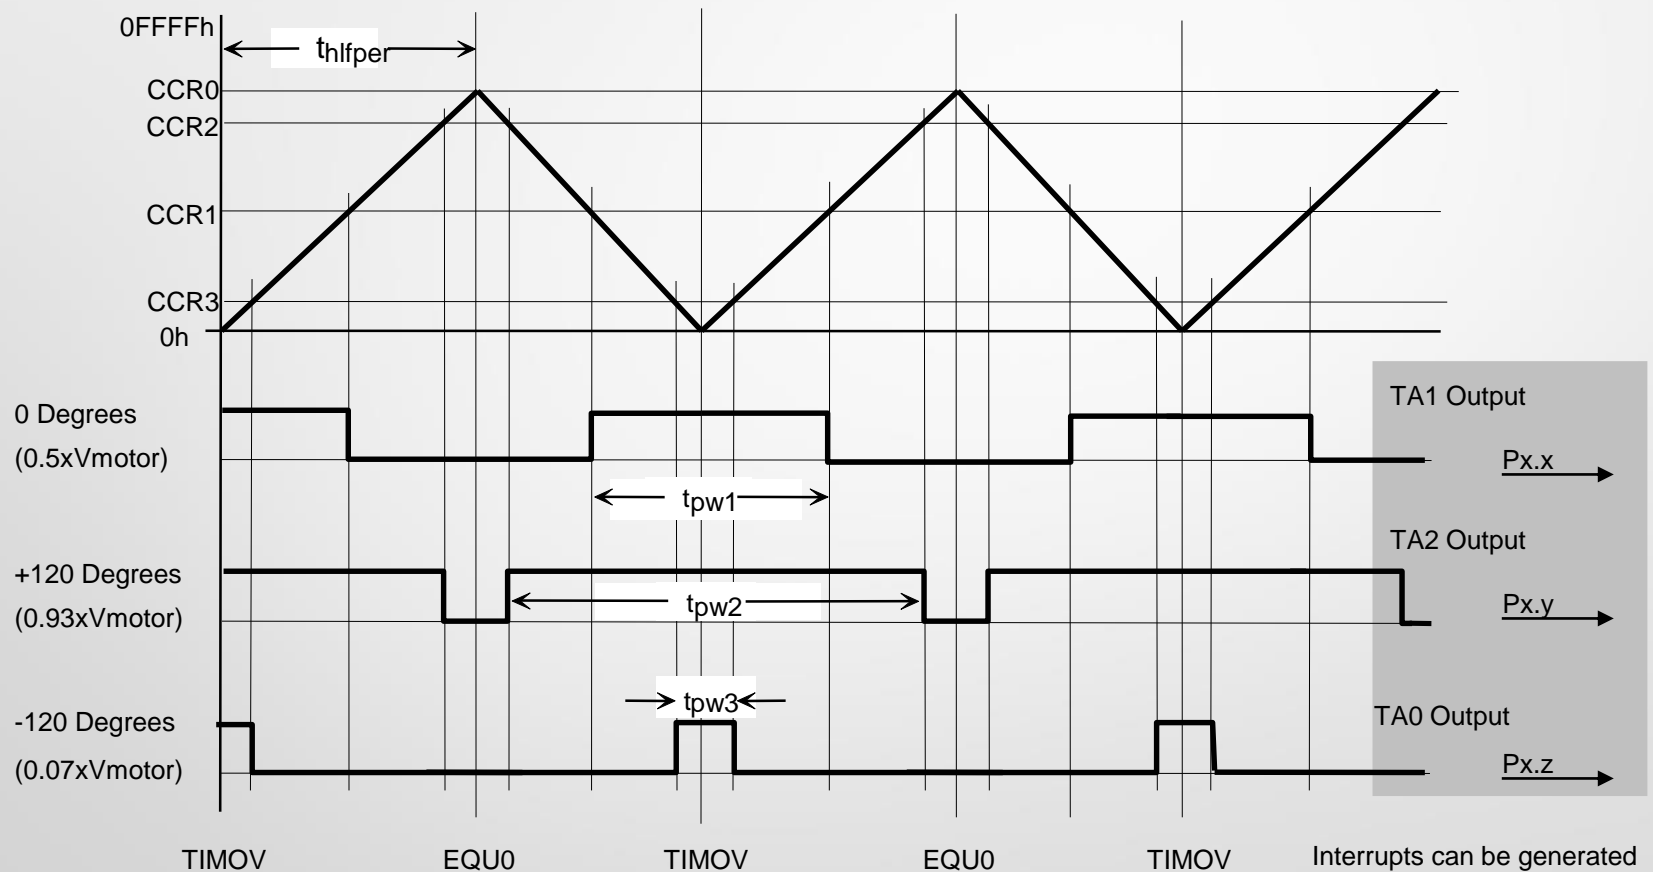 0FFFFh
thlfper
CCR0
CCR2
CCR1
CCR3
0h
0 Degrees
(0.5xVmotor)
TA1 Output
Px.x
tpw1
+120 Degrees
(0.93xVmotor)
TA2 Output
Px.y
tpw2
-120 Degrees
(0.07xVmotor)
tpw3
TA0 Output
Px.z
TIMOV EQU0 TIMOV EQU0 TIMOV Interrupts can be generated